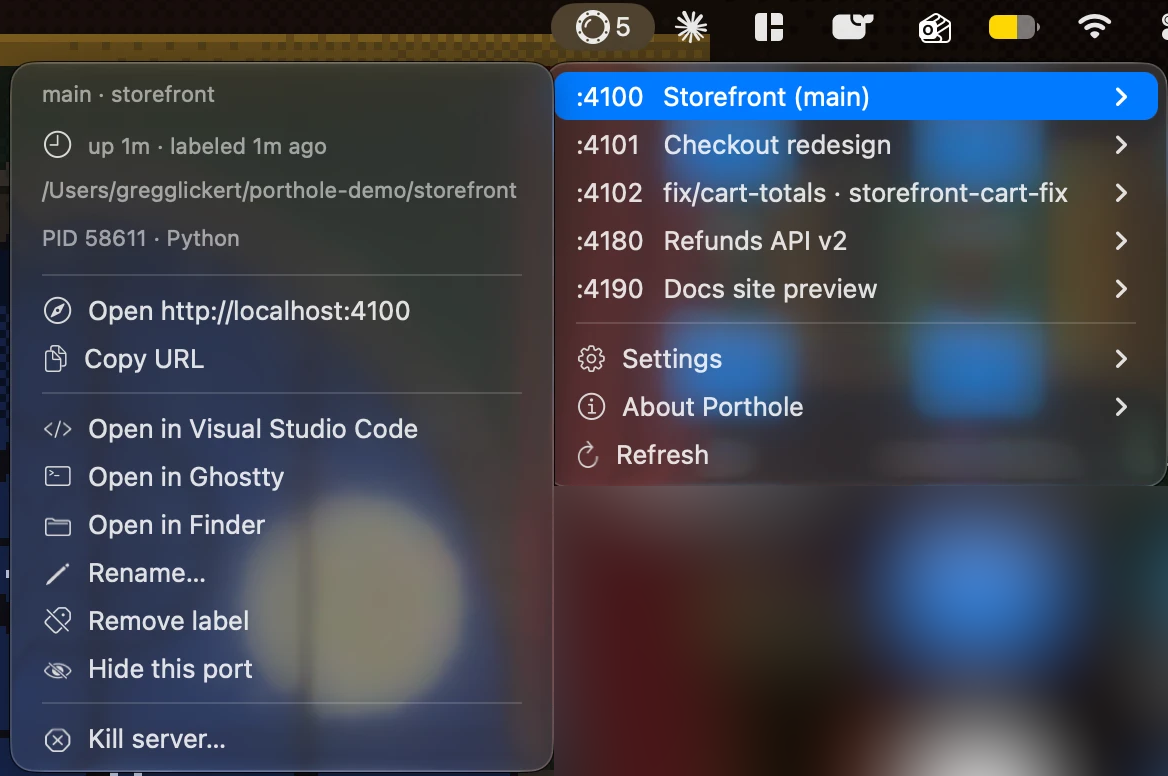 5
main · storefront
up 1m · labeled 1m ago
/Users/gregglickert/porthole-demo/storefront
PID 58611 · Python
Open http://localhost:4100
Copy URL
Open in Visual Studio Code
Open in Ghostty
Open in Finder
Rename...
Remove label
Hide this port
Kill server...
:4100 Storefront (main)
:4101 Checkout redesign
:4102 fix/cart-totals · storefront-cart-fix
:4180 Refunds API v2
:4190 Docs site preview
Settings
About Porthole
Refresh